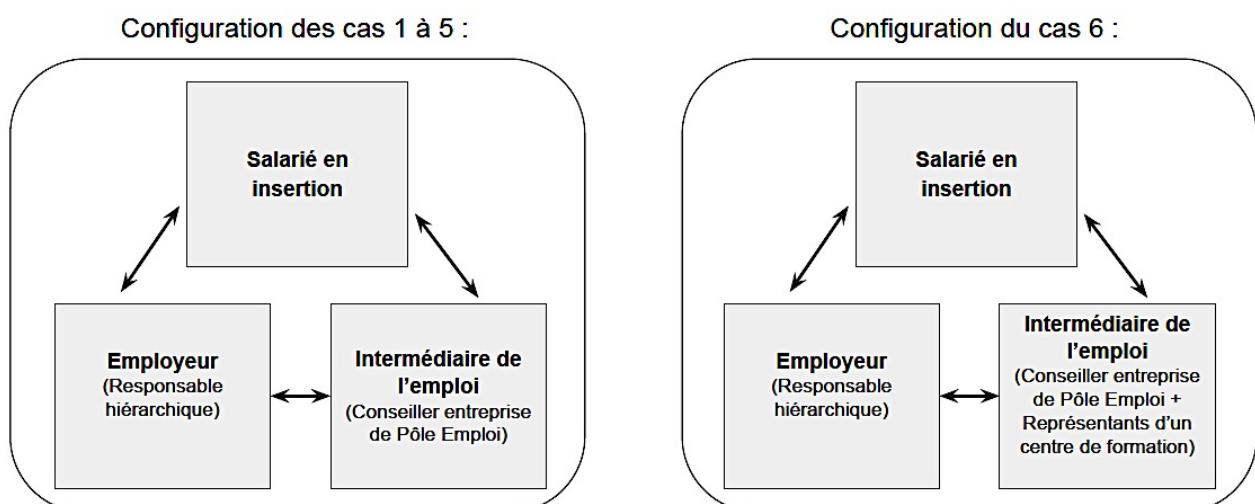 Configuration des cas 1 à 5 :
Salarié en
insertion
Employeur
(Responsable
hiérarchique)
Intermédiaire de
l'emploi
(Conseiller entreprise
de Pôle Emploi)
Configuration du cas 6 :
Salarié en
insertion
Employeur
(Responsable
hiérarchique)
Intermédiaire de
l'emploi
(Conseiller entreprise
de Pôle Emploi +
Représentants d'un
centre de formation)